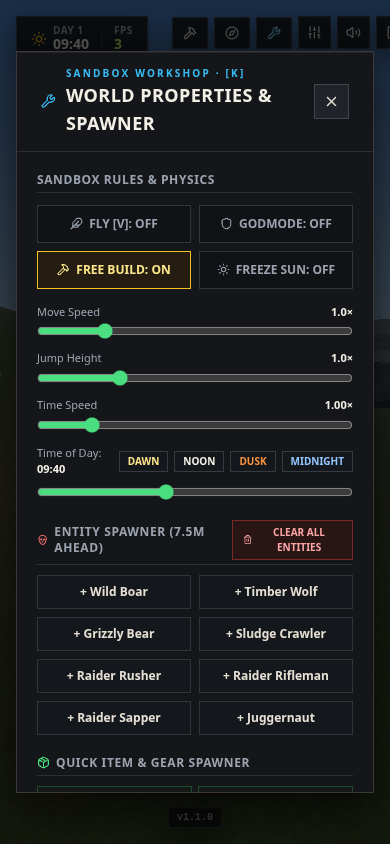 DAY 1
09:40
FPS
3
SANDBOX WORKSHOP · [K]
WORLD PROPERTIES &
SPAWNER
SANDBOX RULES & PHYSICS
FLY [V]: OFF
GODMODE: OFF
FREE BUILD: ON
FREEZE SUN: OFF
Move Speed
1.0×
Jump Height
1.0×
Time Speed
1.00×
Time of Day:
09:40
DAWN
NOON
DUSK
MIDNIGHT
ENTITY SPAWNER (7.5M
AHEAD)
CLEAR ALL
ENTITIES
+ Wild Boar
+ Timber Wolf
+ Grizzly Bear
+ Sludge Crawler
+ Raider Rusher
+ Raider Rifleman
+ Raider Sapper
+ Juggernaut
QUICK ITEM & GEAR SPAWNER
v1.1.0